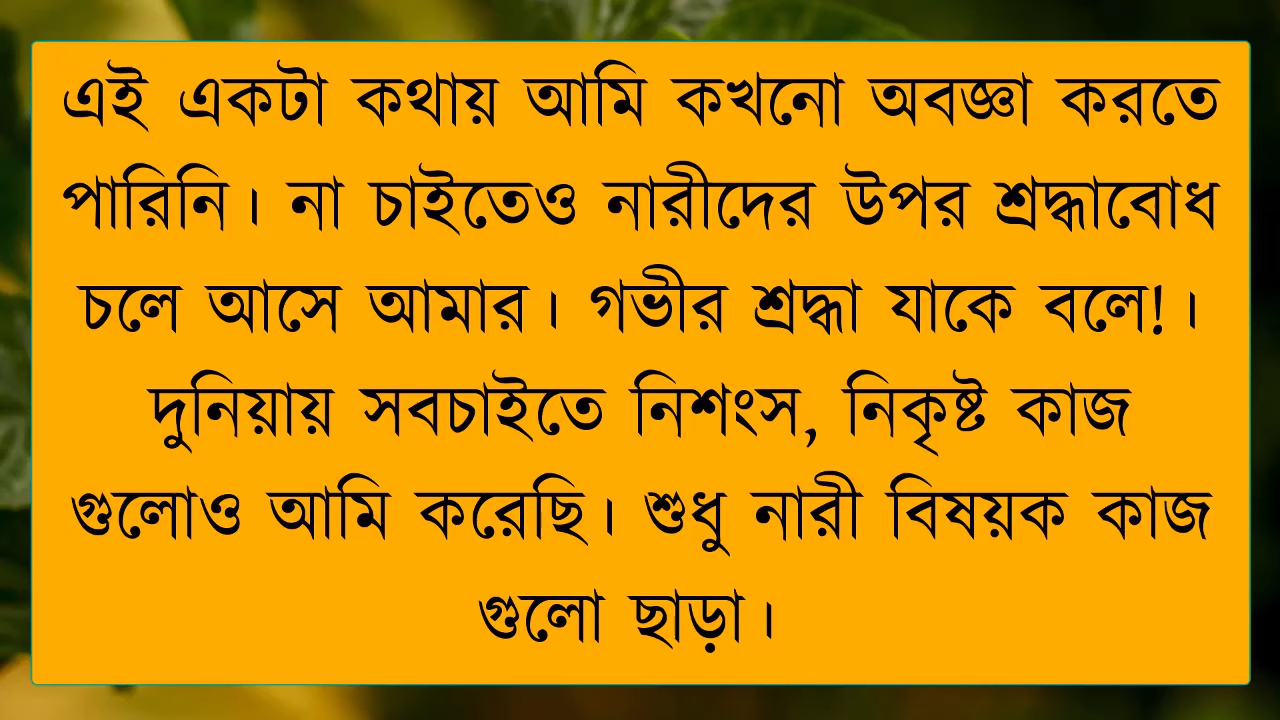 এই একটা কথায় আমি কখনো অবজ্ঞা করতে
পারিনি। না চাইতেও নারীদের উপর শ্রদ্ধাবোধ
চলে আসে আমার। গভীর শ্রদ্ধা যাকে বলে!।
দুনিয়ায় সবচাইতে নিশংস, নিকৃষ্ট কাজ
গুলোও আমি করেছি। শুধু নারী বিষয়ক কাজ
গুলো ছাড়া।